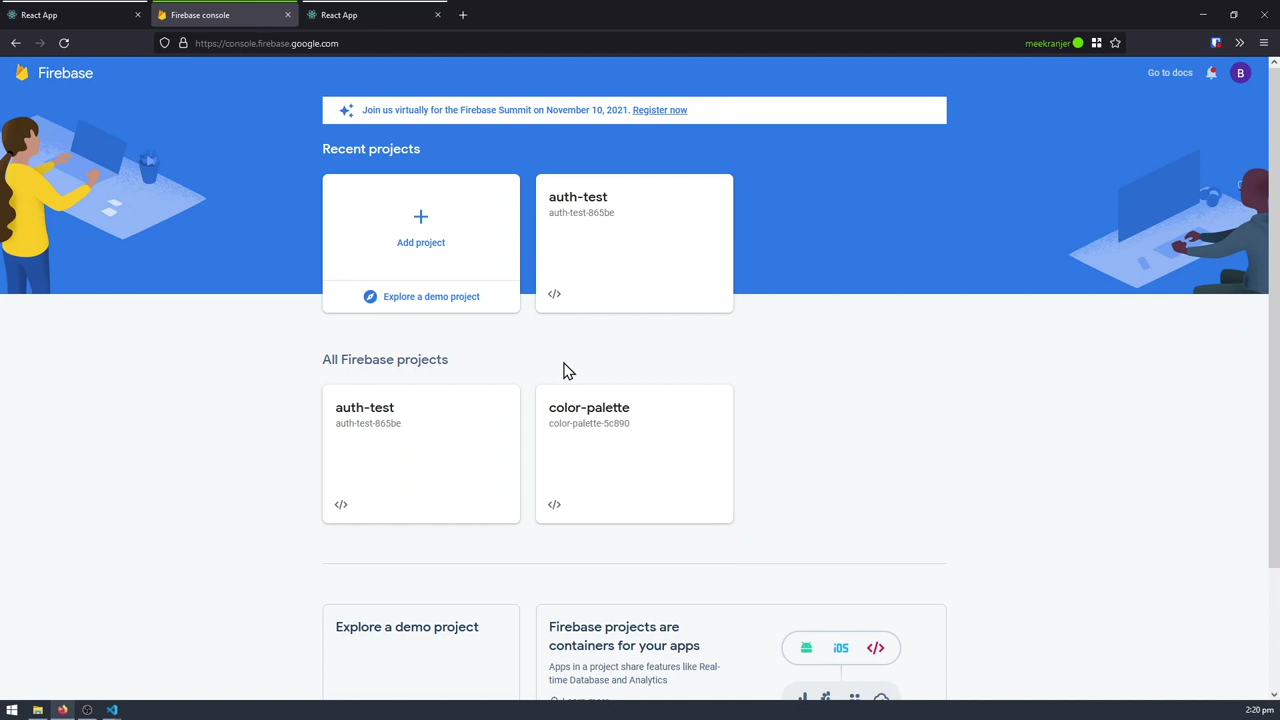 React App
Firebase console
React App
https://console.firebase.google.com
meekranjer
Firebase
Go to docs
B
Join us virtually for the Firebase Summit on November 10, 2021. Register now
Recent projects
Add project
Explore a demo project
auth-test
auth-test-865be
All Firebase projects
auth-test
auth-test-865be
color-palette
color-palette-5c890
Explore a demo project
Firebase projects are
containers for your apps
Apps in a project share features like Real-
time Database and Analytics
iOS
2:20 pm